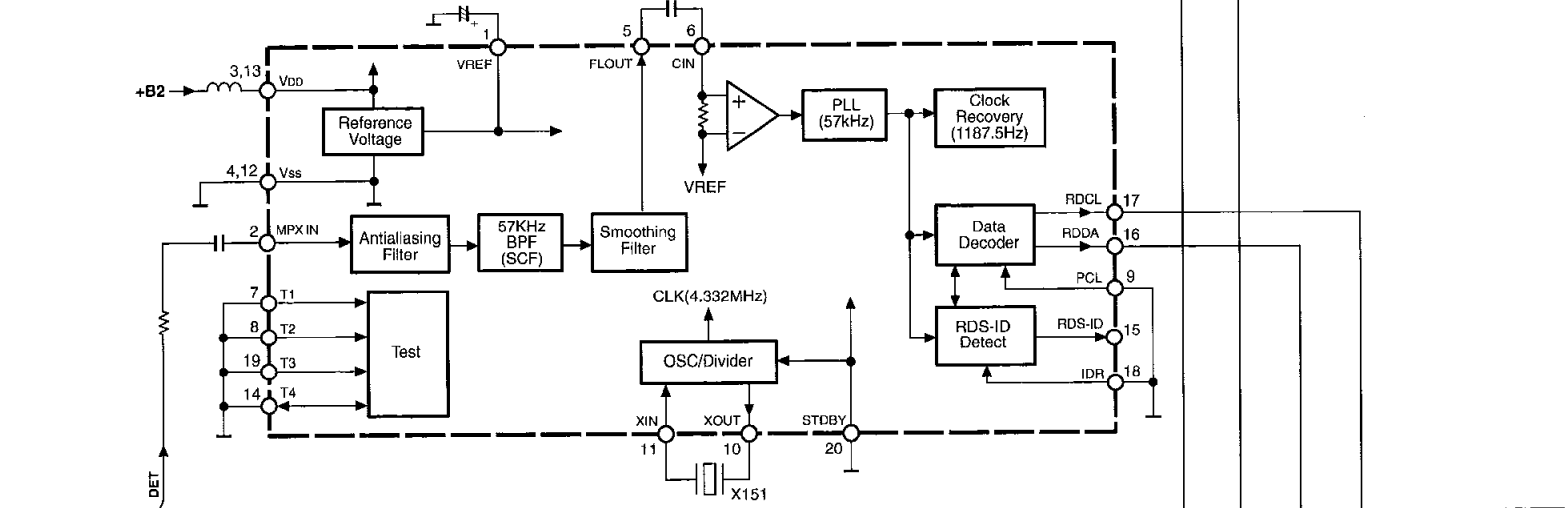 +
1
VREF
5
FLOUT
6
CIN
+B2
3,13
VDD
Reference
Voltage
+
−
PLL
(57kHz)
Clock
Recovery
(1187.5Hz)
VREF
4,12
Vss
2
MPX IN
Antialiasing
Filter
57KHz
BPF
(SCF)
Smoothing
Filter
Data
Decoder
RDCL
17
RDDA
16
PCL
9
RDS-ID
Detect
RDS-ID
15
IDR
18
7
T1
8
T2
19
T3
14
T4
Test
CLK(4.332MHz)
OSC/Divider
XIN
11
XOUT
10
STDBY
20
X151
DET